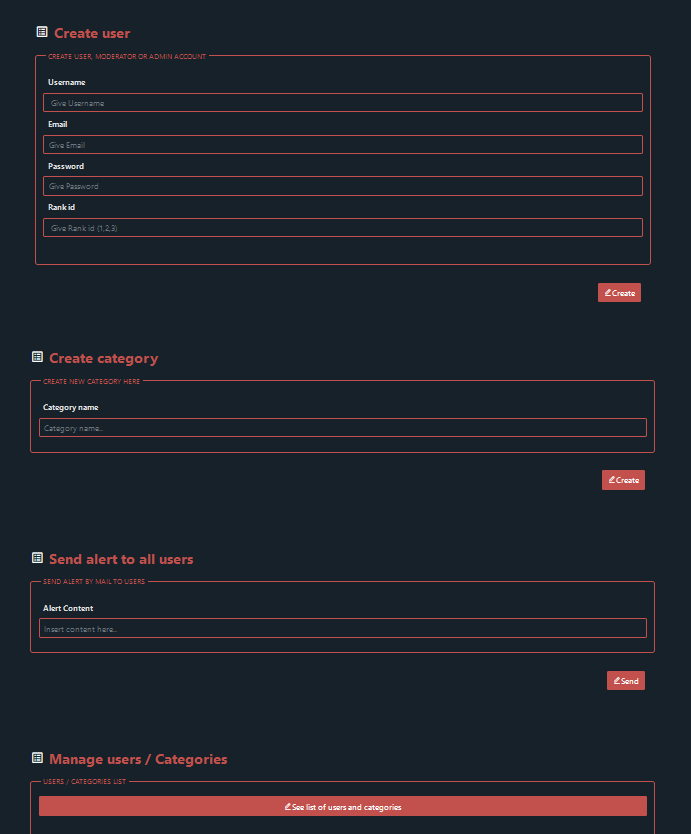 Create user
CREATE USER, MODERATOR OR ADMIN ACCOUNT
Username
Give Username
Email
Give Email
Password
Give Password
Rank id
Give Rank id (1,2,3)
Create
Create category
CREATE NEW CATEGORY HERE
Category name
Category name..
Create
Send alert to all users
SEND ALERT BY MAIL TO USERS
Alert Content
Insert content here..
Send
Manage users / Categories
USERS / CATEGORIES LIST
See list of users and categories